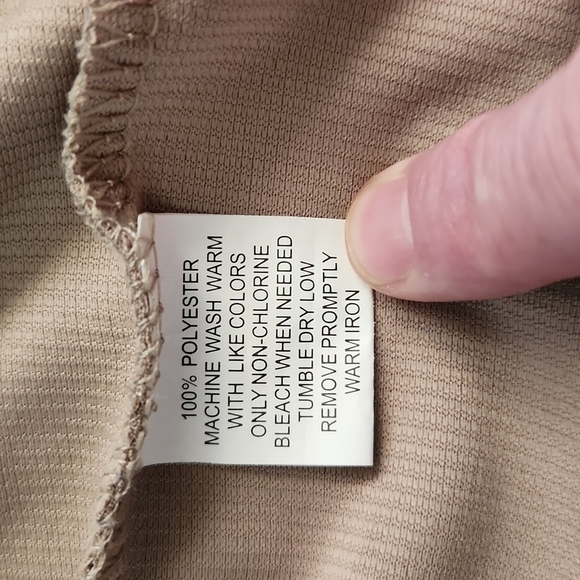 100% POLYESTER
MACHINE WASH WARM
WITH LIKE COLORS
ONLY NON-CHLORINE
BLEACH WHEN NEEDED
TUMBLE DRY LOW
REMOVE PROMPTLY
WARM IRON